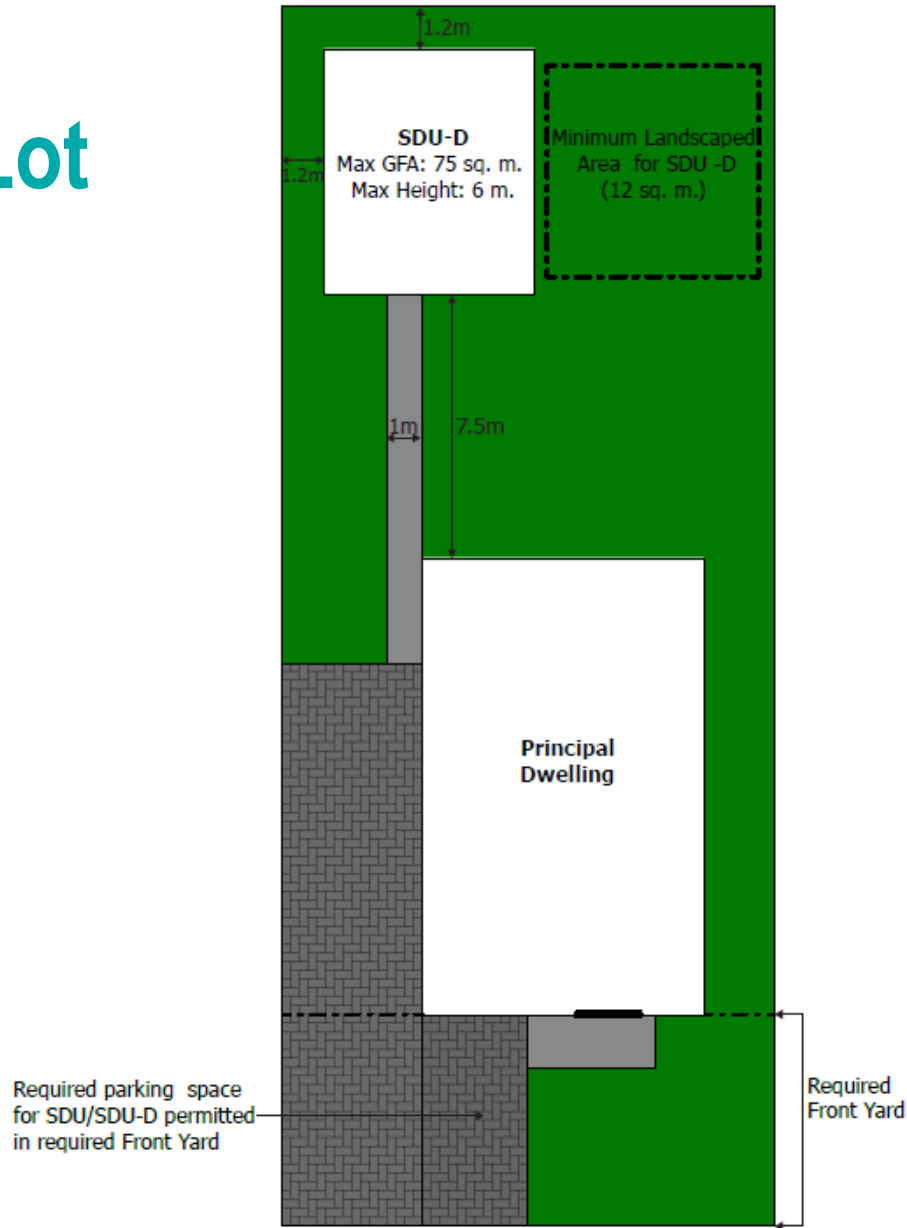 Lot
1.2m
SDU-D
Max GFA: 75 sq. m.
Max Height: 6 m.
Minimum Landscaped
Area for SDU -D
(12 sq. m.)
1.2m
1m
7.5m
Principal
Dwelling
Required parking space
for SDU/SDU-D permitted
in required Front Yard
Required
Front Yard